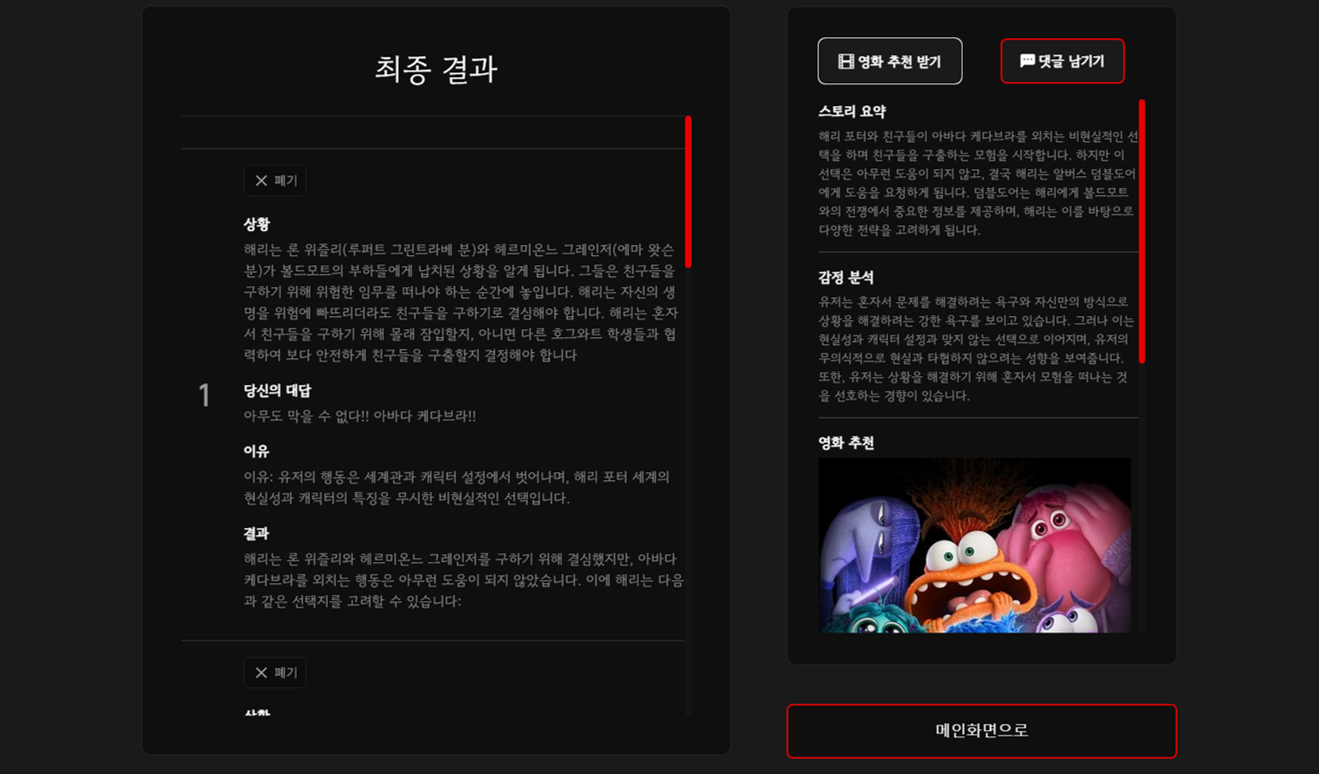 최종 결과
폐기
상황
해리는 론 위즐리(루퍼트 그린트라베 분)와 헤르미온느 그레인저(에마 왓슨
분)가 볼드모트의 부하들에게 납치된 상황을 알게 됩니다. 그들은 친구들을
구하기 위해 위험한 임무를 떠나야 하는 순간에 놓입니다. 해리는 자신의 생
명을 위험에 빠뜨리더라도 친구들을 구하기로 결심해야 합니다. 해리는 혼자
서 친구들을 구하기 위해 몰래 잠입할지, 아니면 다른 호그와트 학생들과 협
력하여 보다 안전하게 친구들을 구출할지 결정해야 합니다
1
당신의 대답
아무도 막을 수 없다!! 아바다 케다브라!!
이유
이유: 유저의 행동은 세계관과 캐릭터 설정에서 벗어나며, 해리 포터 세계의
현실성과 캐릭터의 특징을 무시한 비현실적인 선택입니다.
결과
해리는 론 위즐리와 헤르미온느 그레인저를 구하기 위해 결심했지만, 아바다
케다브라를 외치는 행동은 아무런 도움이 되지 않았습니다. 이에 해리는 다음
과 같은 선택지를 고려할 수 있습니다:
폐기
상황
영화 추천 받기
댓글 남기기
스토리 요약
해리 포터와 친구들이 아바다 케다브라를 외치는 비현실적인 선
택을 하며 친구들을 구출하는 모험을 시작합니다. 하지만 이
선택은 아무런 도움이 되지 않고, 결국 해리는 알버스 덤블도어
에게 도움을 요청하게 됩니다. 덤블도어는 해리에게 볼드모트
와의 전쟁에서 중요한 정보를 제공하며, 해리는 이를 바탕으로
다양한 전략을 고려하게 됩니다.
감정 분석
유저는 혼자서 문제를 해결하려는 욕구와 자신만의 방식으로
상황을 해결하려는 강한 욕구를 보이고 있습니다. 그러나 이는
현실성과 캐릭터 설정과 맞지 않는 선택으로 이어지며, 유저의
무의식적으로 현실과 타협하지 않으려는 성향을 보여줍니다.
또한, 유저는 상황을 해결하기 위해 혼자서 모험을 떠나는 것
을 선호하는 경향이 있습니다.
영화 추천
메인화면으로